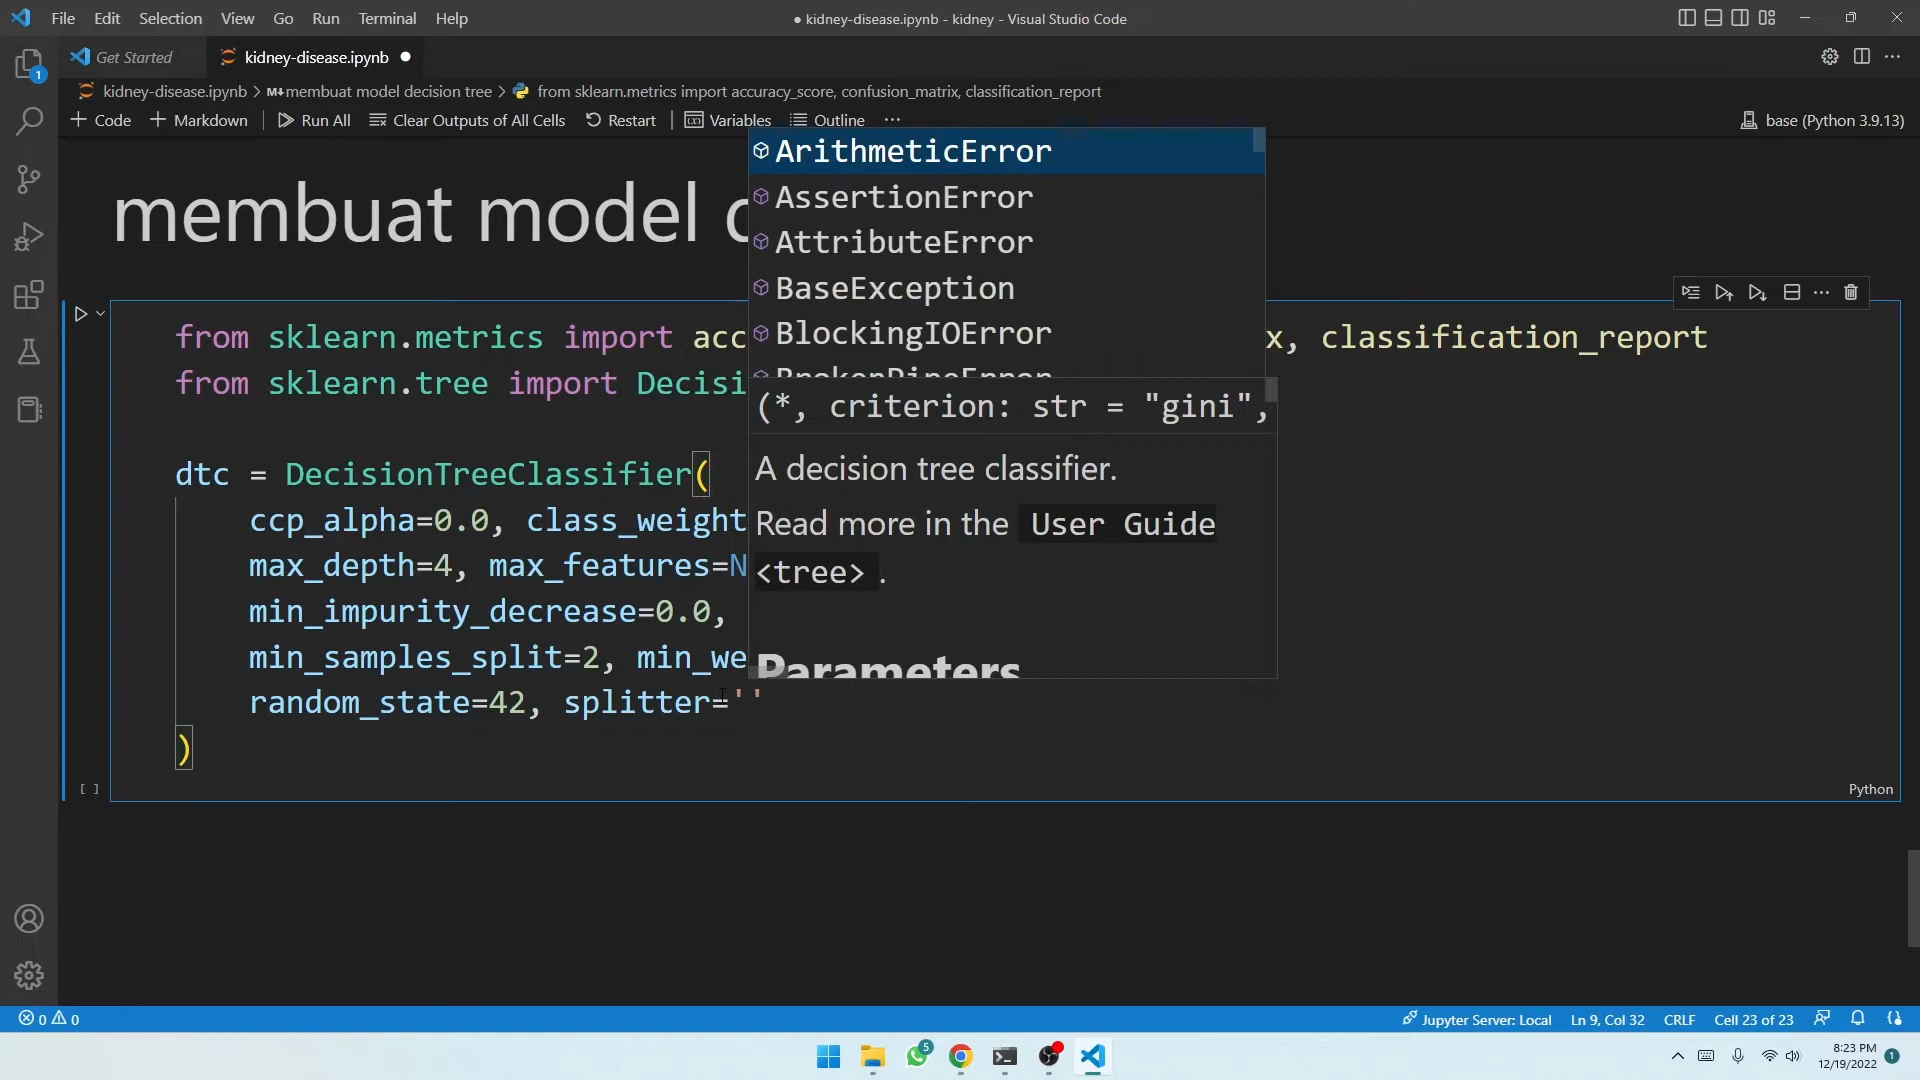 File Edit Selection View Go Run Terminal Help
● kidney-disease.ipynb - kidney - Visual Studio Code
Get Started
kidney-disease.ipynb ●
1
kidney-disease.ipynb > M↓ membuat model decision tree > from sklearn.metrics import accuracy_score, confusion_matrix, classification_report
+ Code + Markdown Run All Clear Outputs of All Cells Restart Variables Outline ...
base (Python 3.9.13)
membuat model
ArithmeticError
AssertionError
AttributeError
BaseException
BlockingIOError
BrokenPipeError
from sklearn.metrics import acc x, classification_report
from sklearn.tree import Decisi
(*, criterion: str = "gini",
A decision tree classifier.
Read more in the User Guide
<tree> .
Parameters
dtc = DecisionTreeClassifier(
ccp_alpha=0.0, class_weight
max_depth=4, max_features=N
min_impurity_decrease=0.0,
min_samples_split=2, min_we
random_state=42, splitter=''
)
[ ]
Python
0 0
Jupyter Server: Local Ln 9, Col 32 CRLF Cell 23 of 23
5
8:23 PM
12/19/2022
1